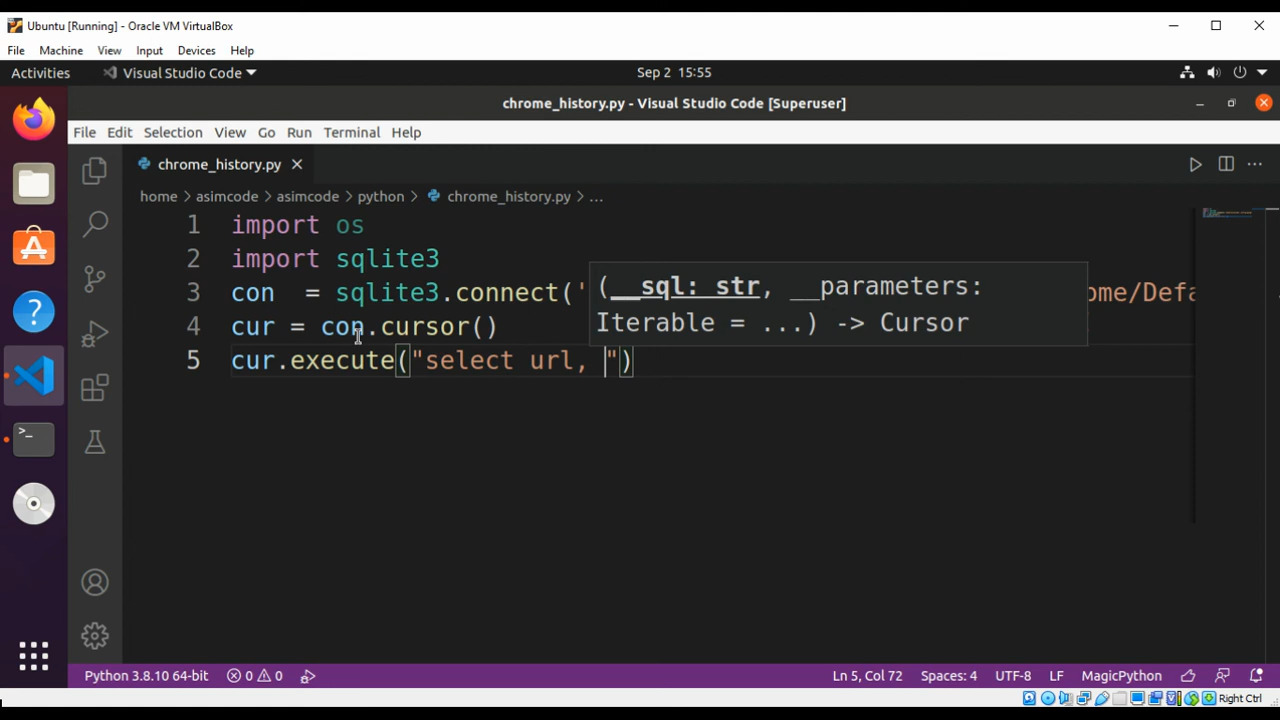 Ubuntu [Running] - Oracle VM VirtualBox
File Machine View Input Devices Help
Activities Visual Studio Code Sep 2 15:55
chrome_history.py - Visual Studio Code [Superuser]
File Edit Selection View Go Run Terminal Help
chrome_history.py
home > asimcode > asimcode > python > chrome_history.py > ...
1 import os
2 import sqlite3
3 con  = sqlite3.connect(' ome/Defa
(__sql: str, __parameters:
Iterable = ...) -> Cursor
4 cur = con.cursor()
5 cur.execute("select url, ")
Python 3.8.10 64-bit 0 0 Ln 5, Col 72 Spaces: 4 UTF-8 LF MagicPython
Right Ctrl